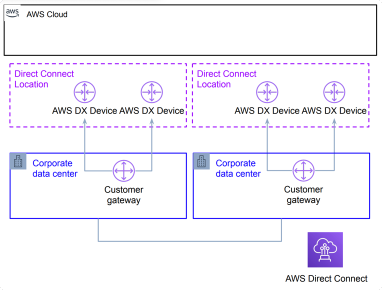 aws
AWS Cloud
Direct Connect
Location
AWS DX Device AWS DX Device
Direct Connect
Location
AWS DX Device AWS DX Device
Corporate
data center
Customer
gateway
Corporate
data center
Customer
gateway
AWS Direct Connect